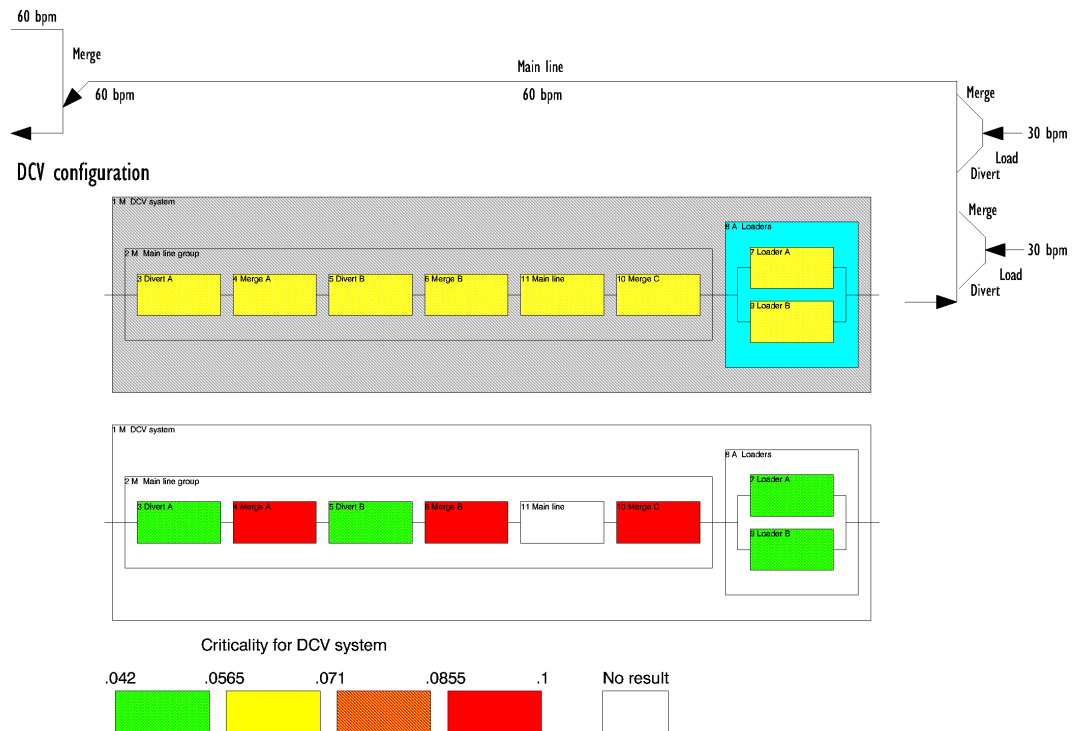 60 bpm
Merge
Main line
60 bpm
60 bpm
Merge
30 bpm
Load
Divert
DCV configuration
1 M DCV system
Merge
8 A Loaders
30 bpm
2 M Main line group
7 Loader A
Load
3 Divert A
4 Merge A
5 Divert B
6 Merge B
11 Main line
10 Merge C
Divert
9 Loader B
1 M DCV system
8 A Loaders
2 M Main line group
7 Loader A
3 Divert A
4 Merge A
5 Divert B
6 Merge B
11 Main line
10 Merge C
9 Loader B
Criticality for DCV system
.042 .0565 .071 .0855 .1 No result